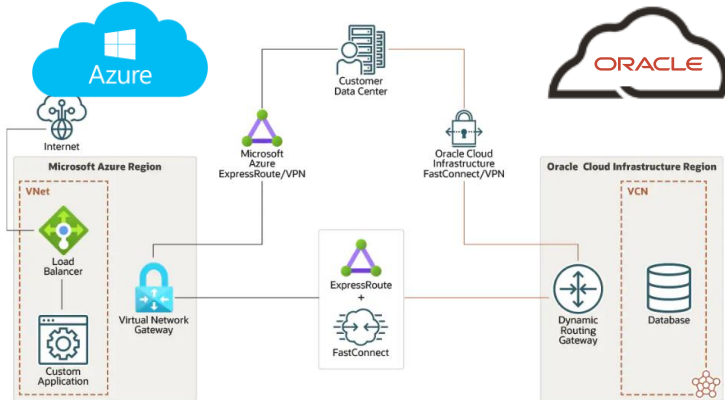 Azure
ORACLE
Customer
Data Center
Internet
Microsoft
Azure
ExpressRoute/VPN
Oracle Cloud
Infrastructure
FastConnect/VPN
Microsoft Azure Region
Oracle Cloud Infrastructure Region
VNet
VCN
Load
Balancer
ExpressRoute
+
FastConnect
Virtual Network
Gateway
Dynamic
Routing
Gateway
Database
Custom
Application